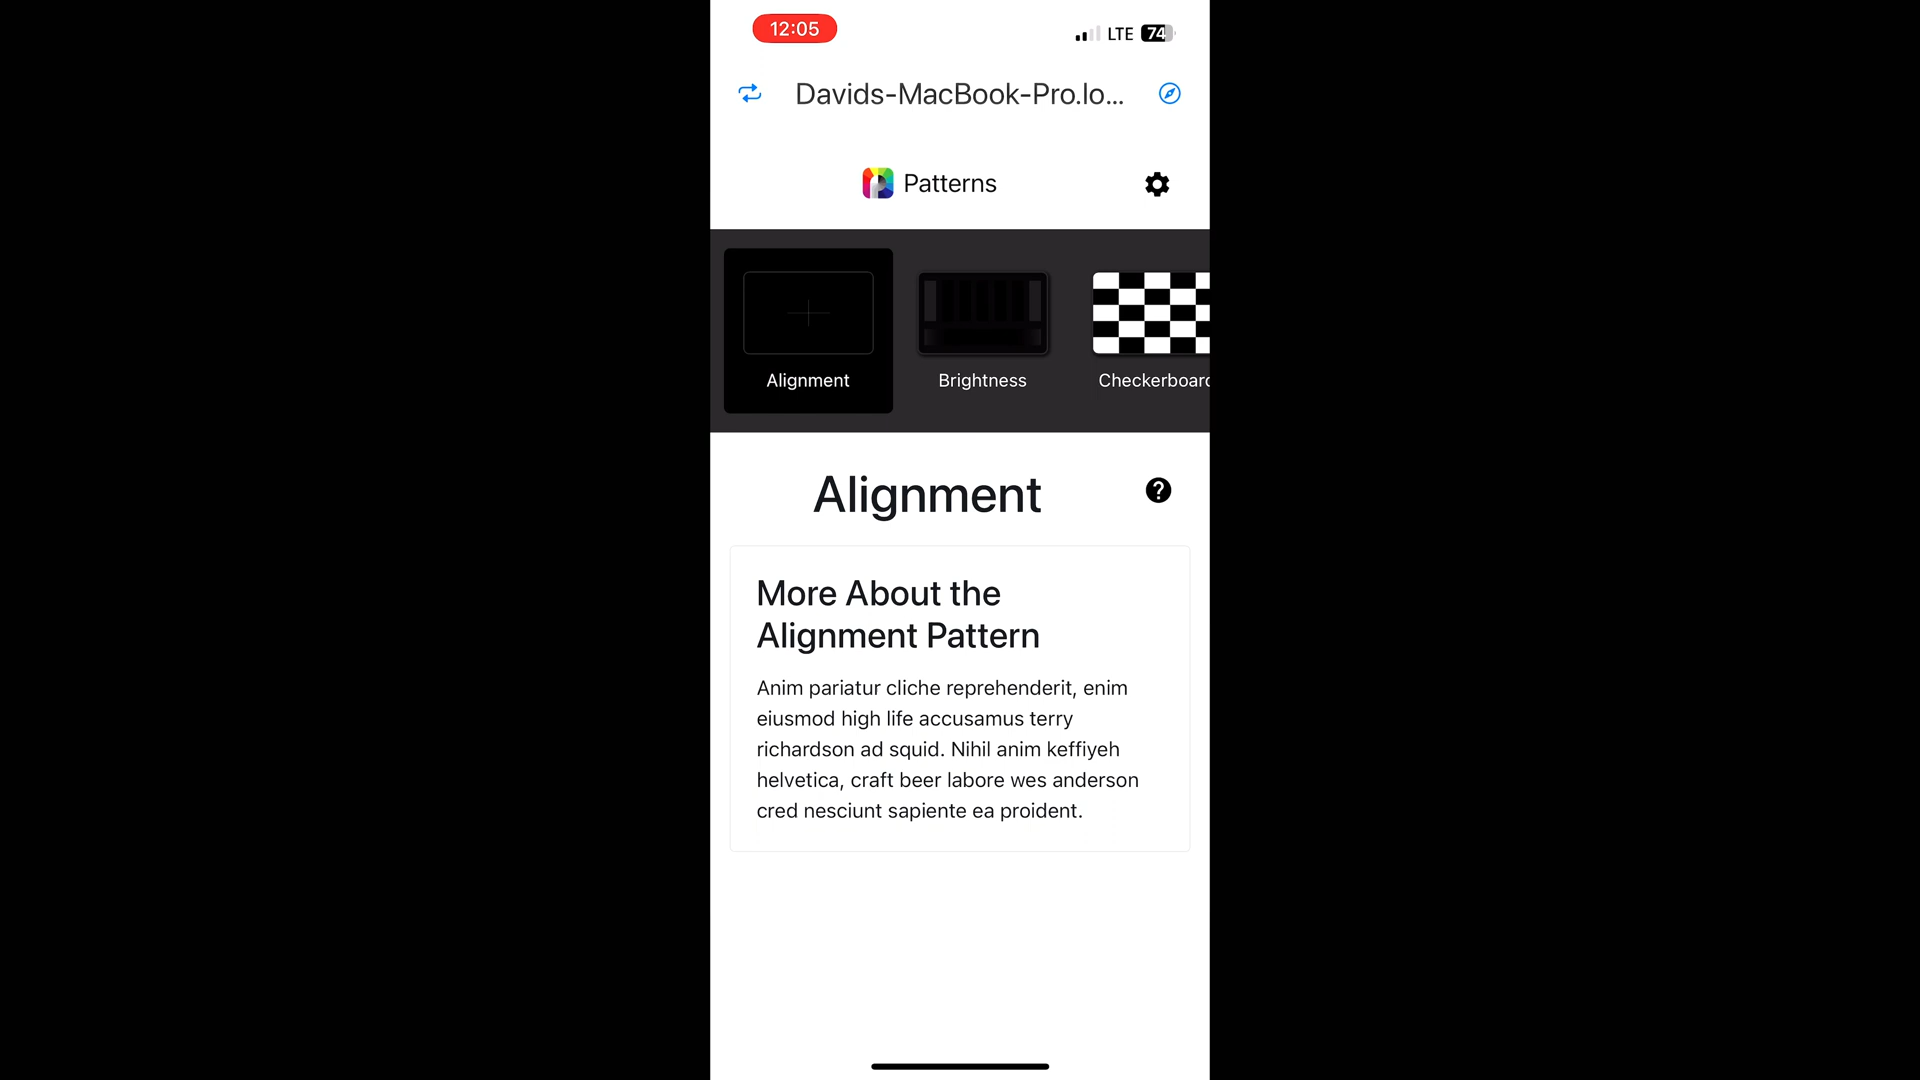 12:05
LTE 74
Davids-MacBook-Pro.lo...
Patterns
Alignment
Brightness
Checkerboard
Alignment
More About the
Alignment Pattern
Anim pariatur cliche reprehenderit, enim
eiusmod high life accusamus terry
richardson ad squid. Nihil anim keffiyeh
helvetica, craft beer labore wes anderson
cred nesciunt sapiente ea proident.